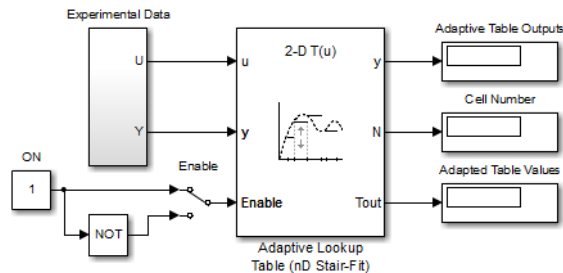 Experimental Data
U
Y
2-D T(u)
u
y
y
N
Enable
Tout
Adaptive Lookup
Table (nD Stair-Fit)
Adaptive Table Outputs
Cell Number
Adapted Table Values
ON
1
NOT
Enable